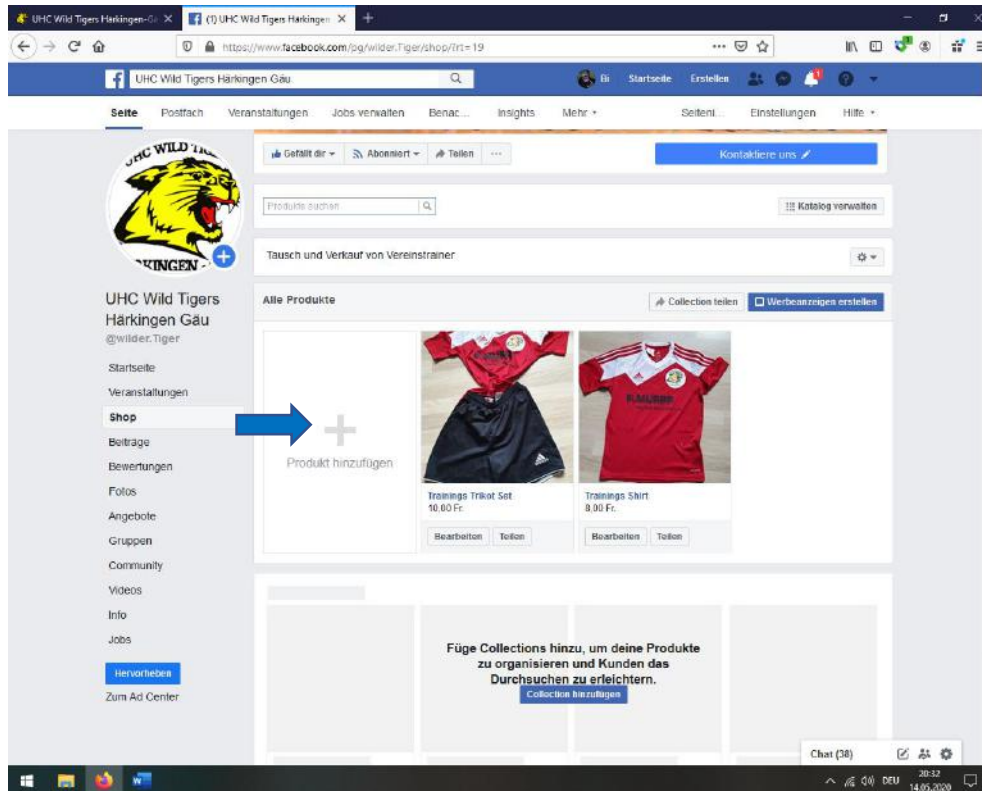 UHC Wild Tigers Härkingen-Gä
(1) UHC Wild Tigers Härkingen
https://www.facebook.com/pg/wilder.Tiger/shop/?rt=19
UHC Wild Tigers Härkingen Gäu
Bi Startseite Erstellen
Seite Postfach Veranstaltungen Jobs verwalten Benac... Insights Mehr Seiteni... Einstellungen Hilfe
UHC WILD
KINGEN -
Gefällt dir Abonniert Teilen ...
Kontaktiere uns
Produkte suchen
Katalog verwalten
Tausch und Verkauf von Vereinstrainer
UHC Wild Tigers
Härkingen Gäu
@wilder.Tiger
Startseite
Veranstaltungen
Shop
Beiträge
Bewertungen
Fotos
Angebote
Gruppen
Community
Videos
Info
Jobs
Hervorheben
Zum Ad Center
Alle Produkte
Collection teilen
Werbeanzeigen erstellen
Produkt hinzufügen
Trainings Trikot Set
10,00 Fr.
Bearbeiten Teilen
Trainings Shirt
8,00 Fr.
Bearbeiten Teilen
Füge Collections hinzu, um deine Produkte
zu organisieren und Kunden das
Durchsuchen zu erleichtern.
Collection hinzufügen
Chat (38)
DEU
20:32
14.05.2020